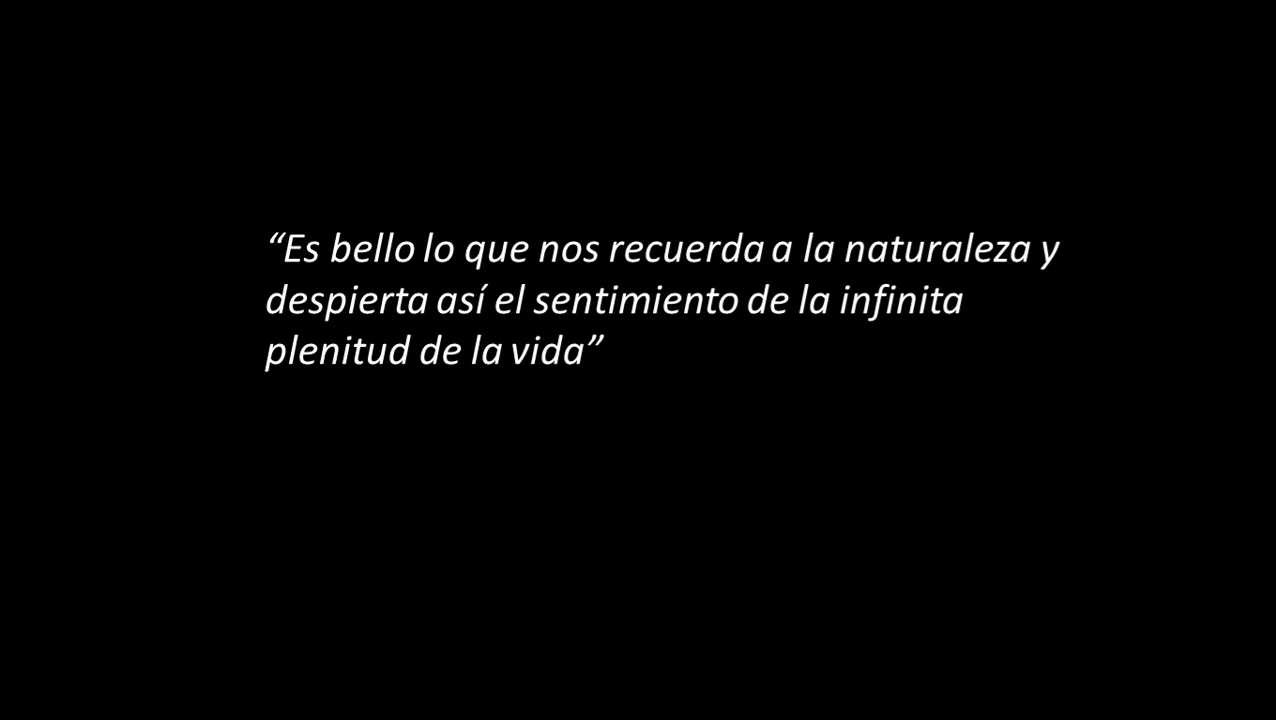 “Es bello lo que nos recuerda a la naturaleza y
despierta así el sentimiento de la infinita
plenitud de la vida”